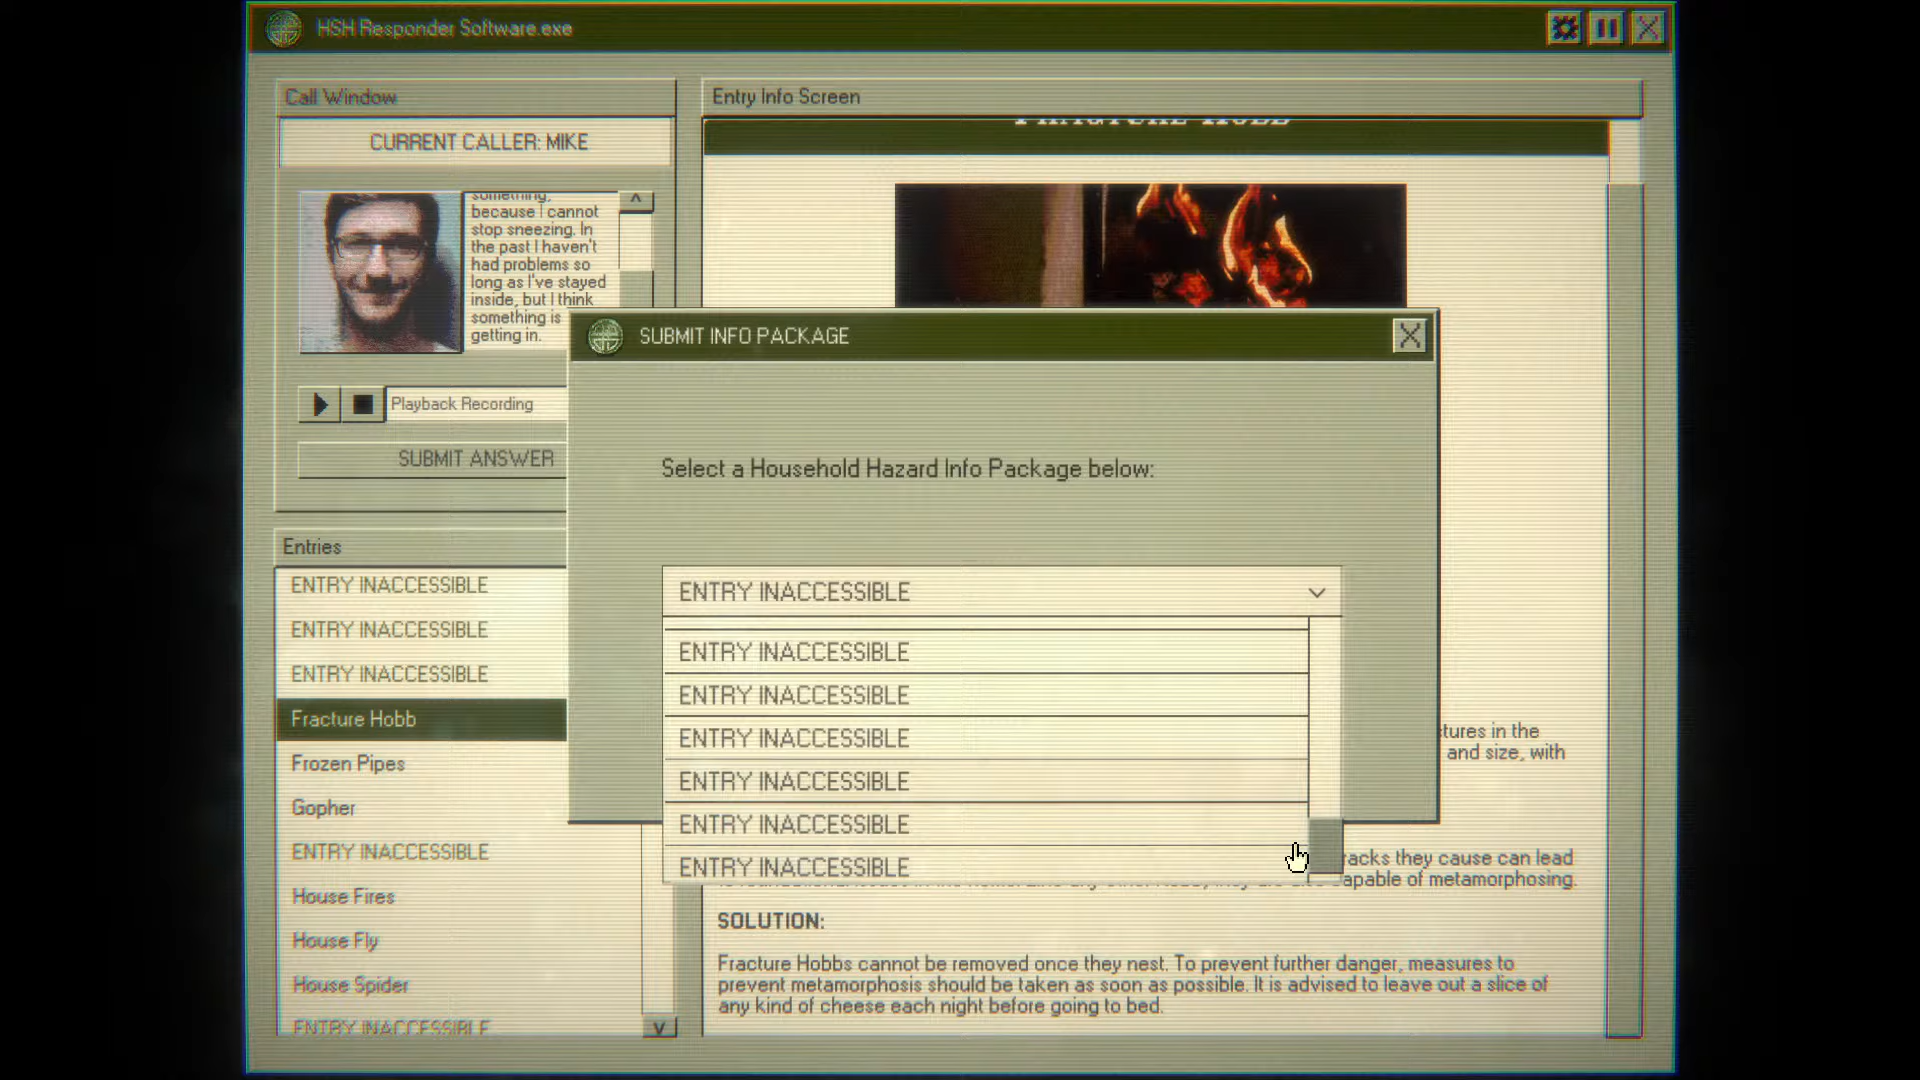 HSH Responder Software.exe
Call Window
CURRENT CALLER: MIKE
something,
because I cannot
stop sneezing. In
the past I haven't
had problems so
long as I've stayed
inside, but I think
something is
getting in.
Playback Recording
SUBMIT ANSWER
Entries
ENTRY INACCESSIBLE
ENTRY INACCESSIBLE
ENTRY INACCESSIBLE
Fracture Hobb
Frozen Pipes
Gopher
ENTRY INACCESSIBLE
House Fires
House Fly
House Spider
ENTRY INACCESSIBLE
Entry Info Screen
FRACTURE HOBB
SUBMIT INFO PACKAGE
Select a Household Hazard Info Package below:
ENTRY INACCESSIBLE
ENTRY INACCESSIBLE
ENTRY INACCESSIBLE
ENTRY INACCESSIBLE
ENTRY INACCESSIBLE
ENTRY INACCESSIBLE
ENTRY INACCESSIBLE
tures in the
and size, with
racks they cause can lead
capable of metamorphosing.
SOLUTION:
Fracture Hobbs cannot be removed once they nest. To prevent further danger, measures to
prevent metamorphosis should be taken as soon as possible. It is advised to leave out a slice of
any kind of cheese each night before going to bed.